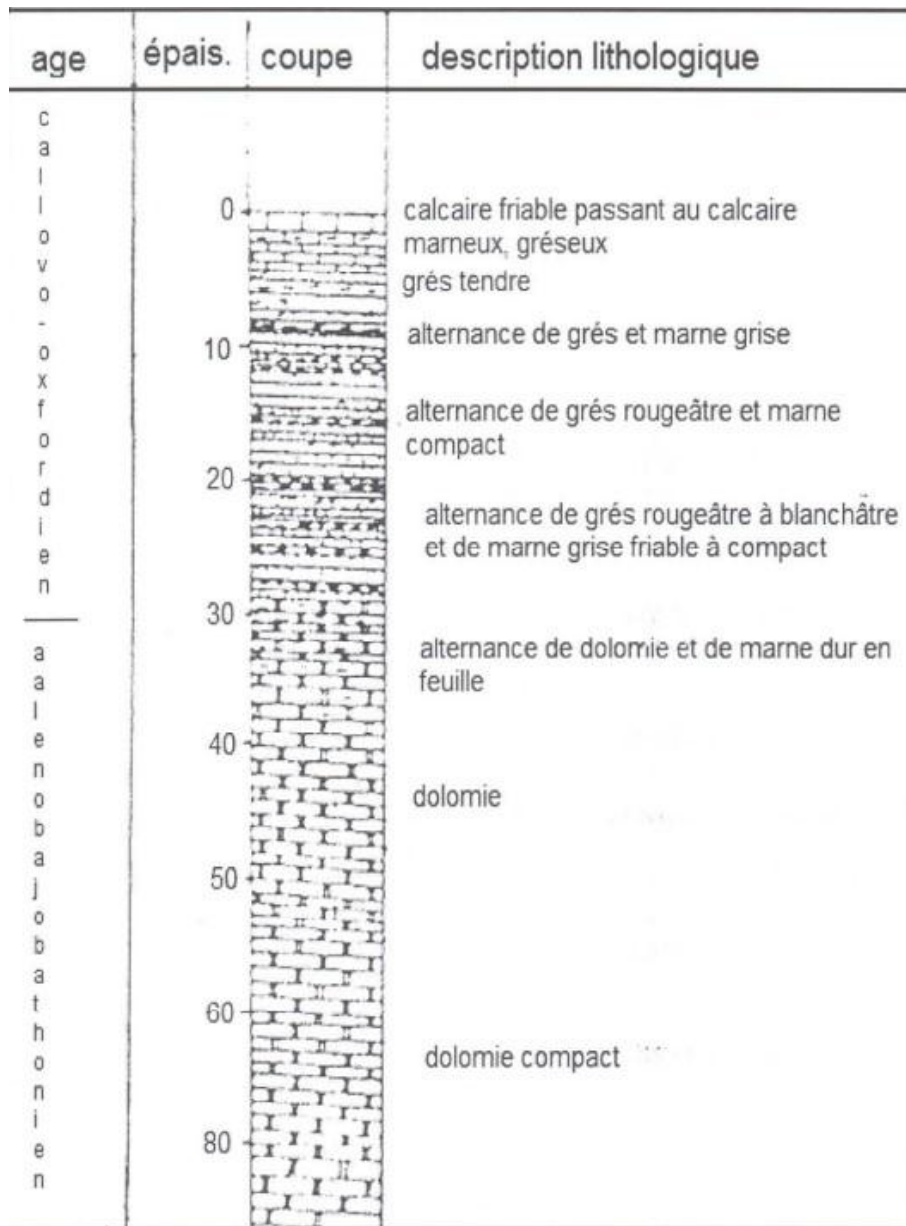 age épais. coupe description lithologique
c
a
l
l
o
v
o
-
o
x
f
o
r
d
i
e
n
a
a
l
e
n
o
b
a
j
o
b
a
t
h
o
n
i
e
n
0
10
20
30
40
50
60
80
calcaire friable passant au calcaire
marneux, gréseux
grés tendre
alternance de grés et marne grise
alternance de grés rougeâtre et marne
compact
alternance de grés rougeâtre à blanchâtre
et de marne grise friable à compact
alternance de dolomie et de marne dur en
feuille
dolomie
dolomie compact